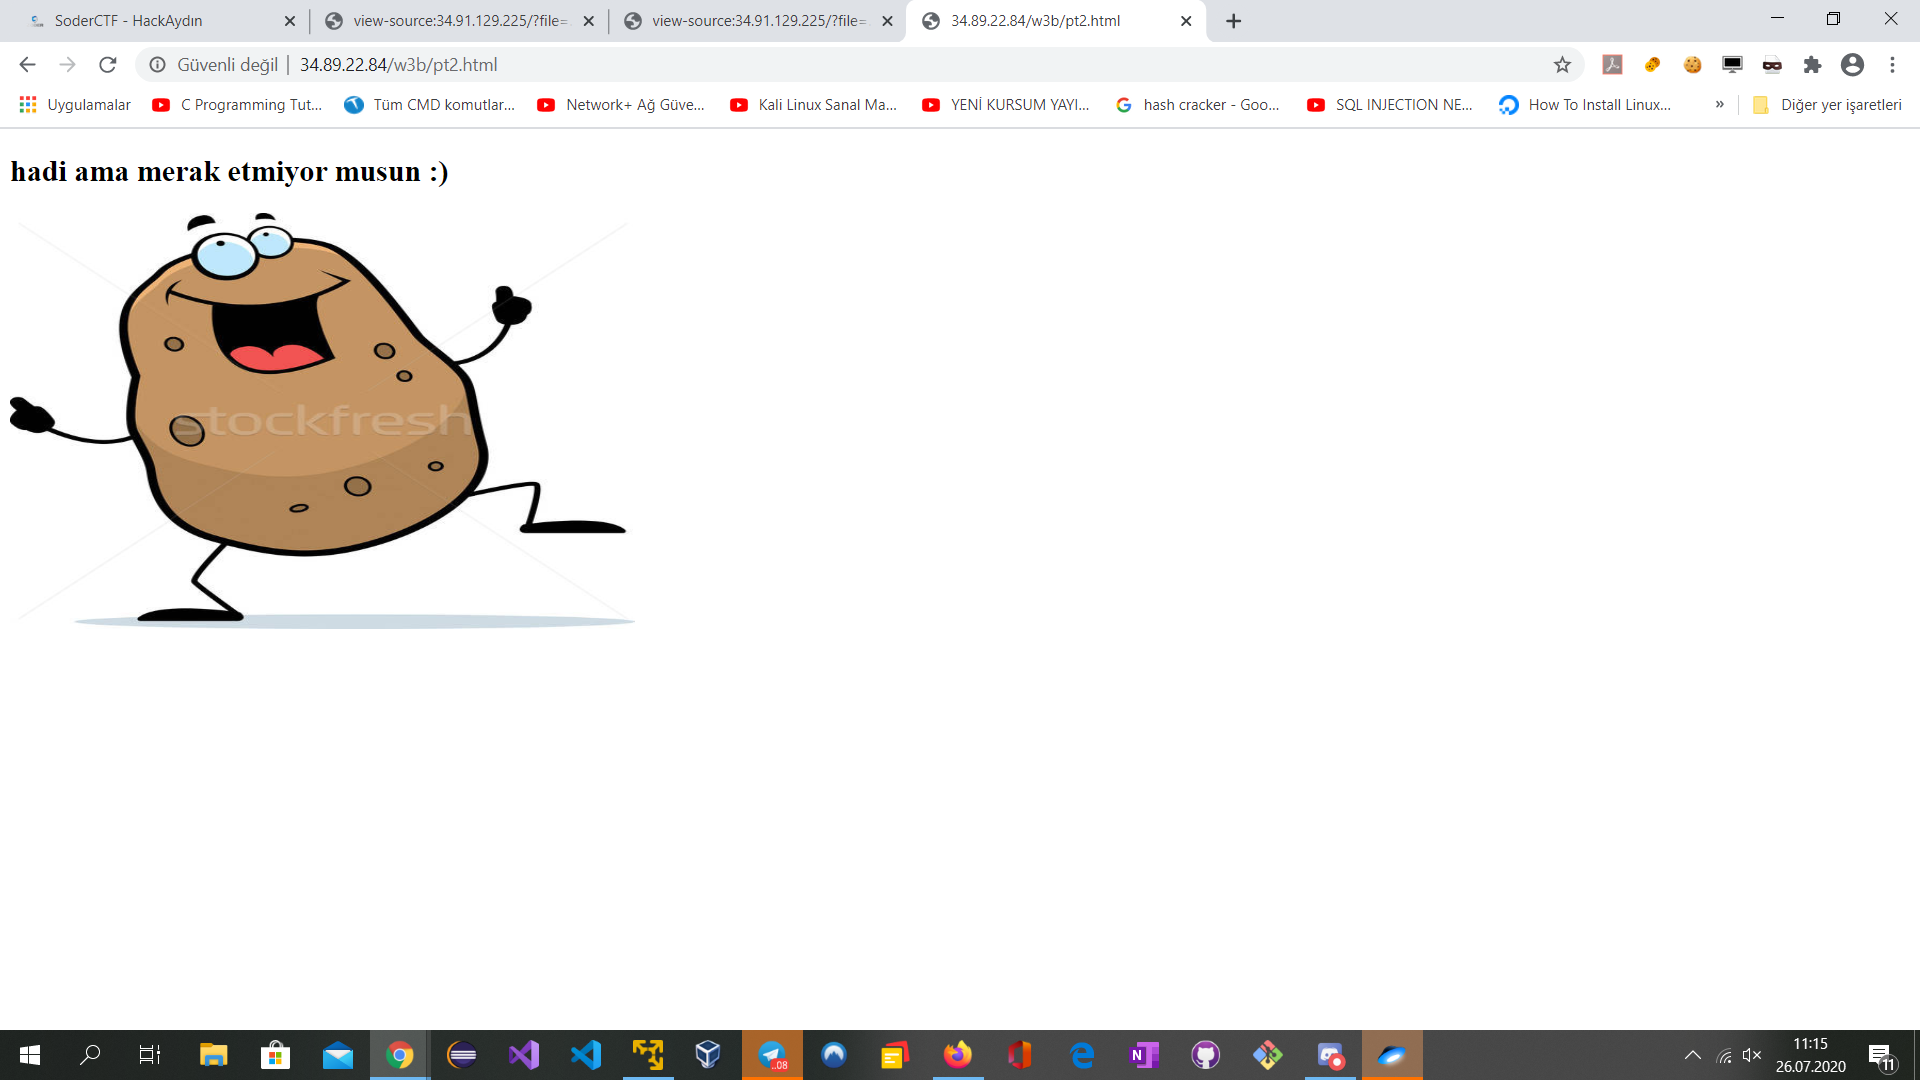 SoderCTF - HackAydın
view-source:34.91.129.225/?file=
view-source:34.91.129.225/?file=
34.89.22.84/w3b/pt2.html
Güvenli değil
34.89.22.84/w3b/pt2.html
Uygulamalar
C Programming Tut...
Tüm CMD komutlar...
Network+ Ağ Güve...
Kali Linux Sanal Ma...
YENİ KURSUM YAYI...
hash cracker - Goo...
SQL INJECTION NE...
How To Install Linux...
»
Diğer yer işaretleri
hadi ama merak etmiyor musun :)
stockfresh
..08
N
11:15
26.07.2020
11